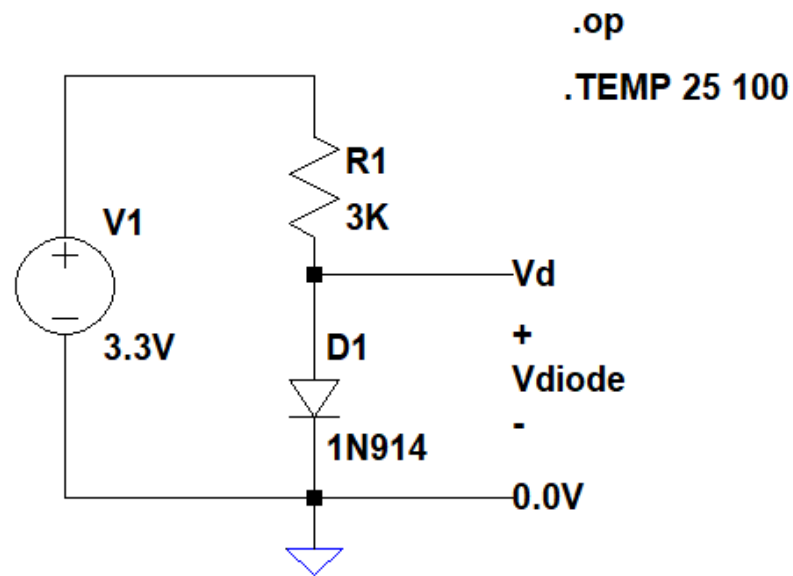 .op
.TEMP 25 100
R1
3K
V1
+
3.3V
Vd
+
Vdiode
-
0.0V
D1
1N914